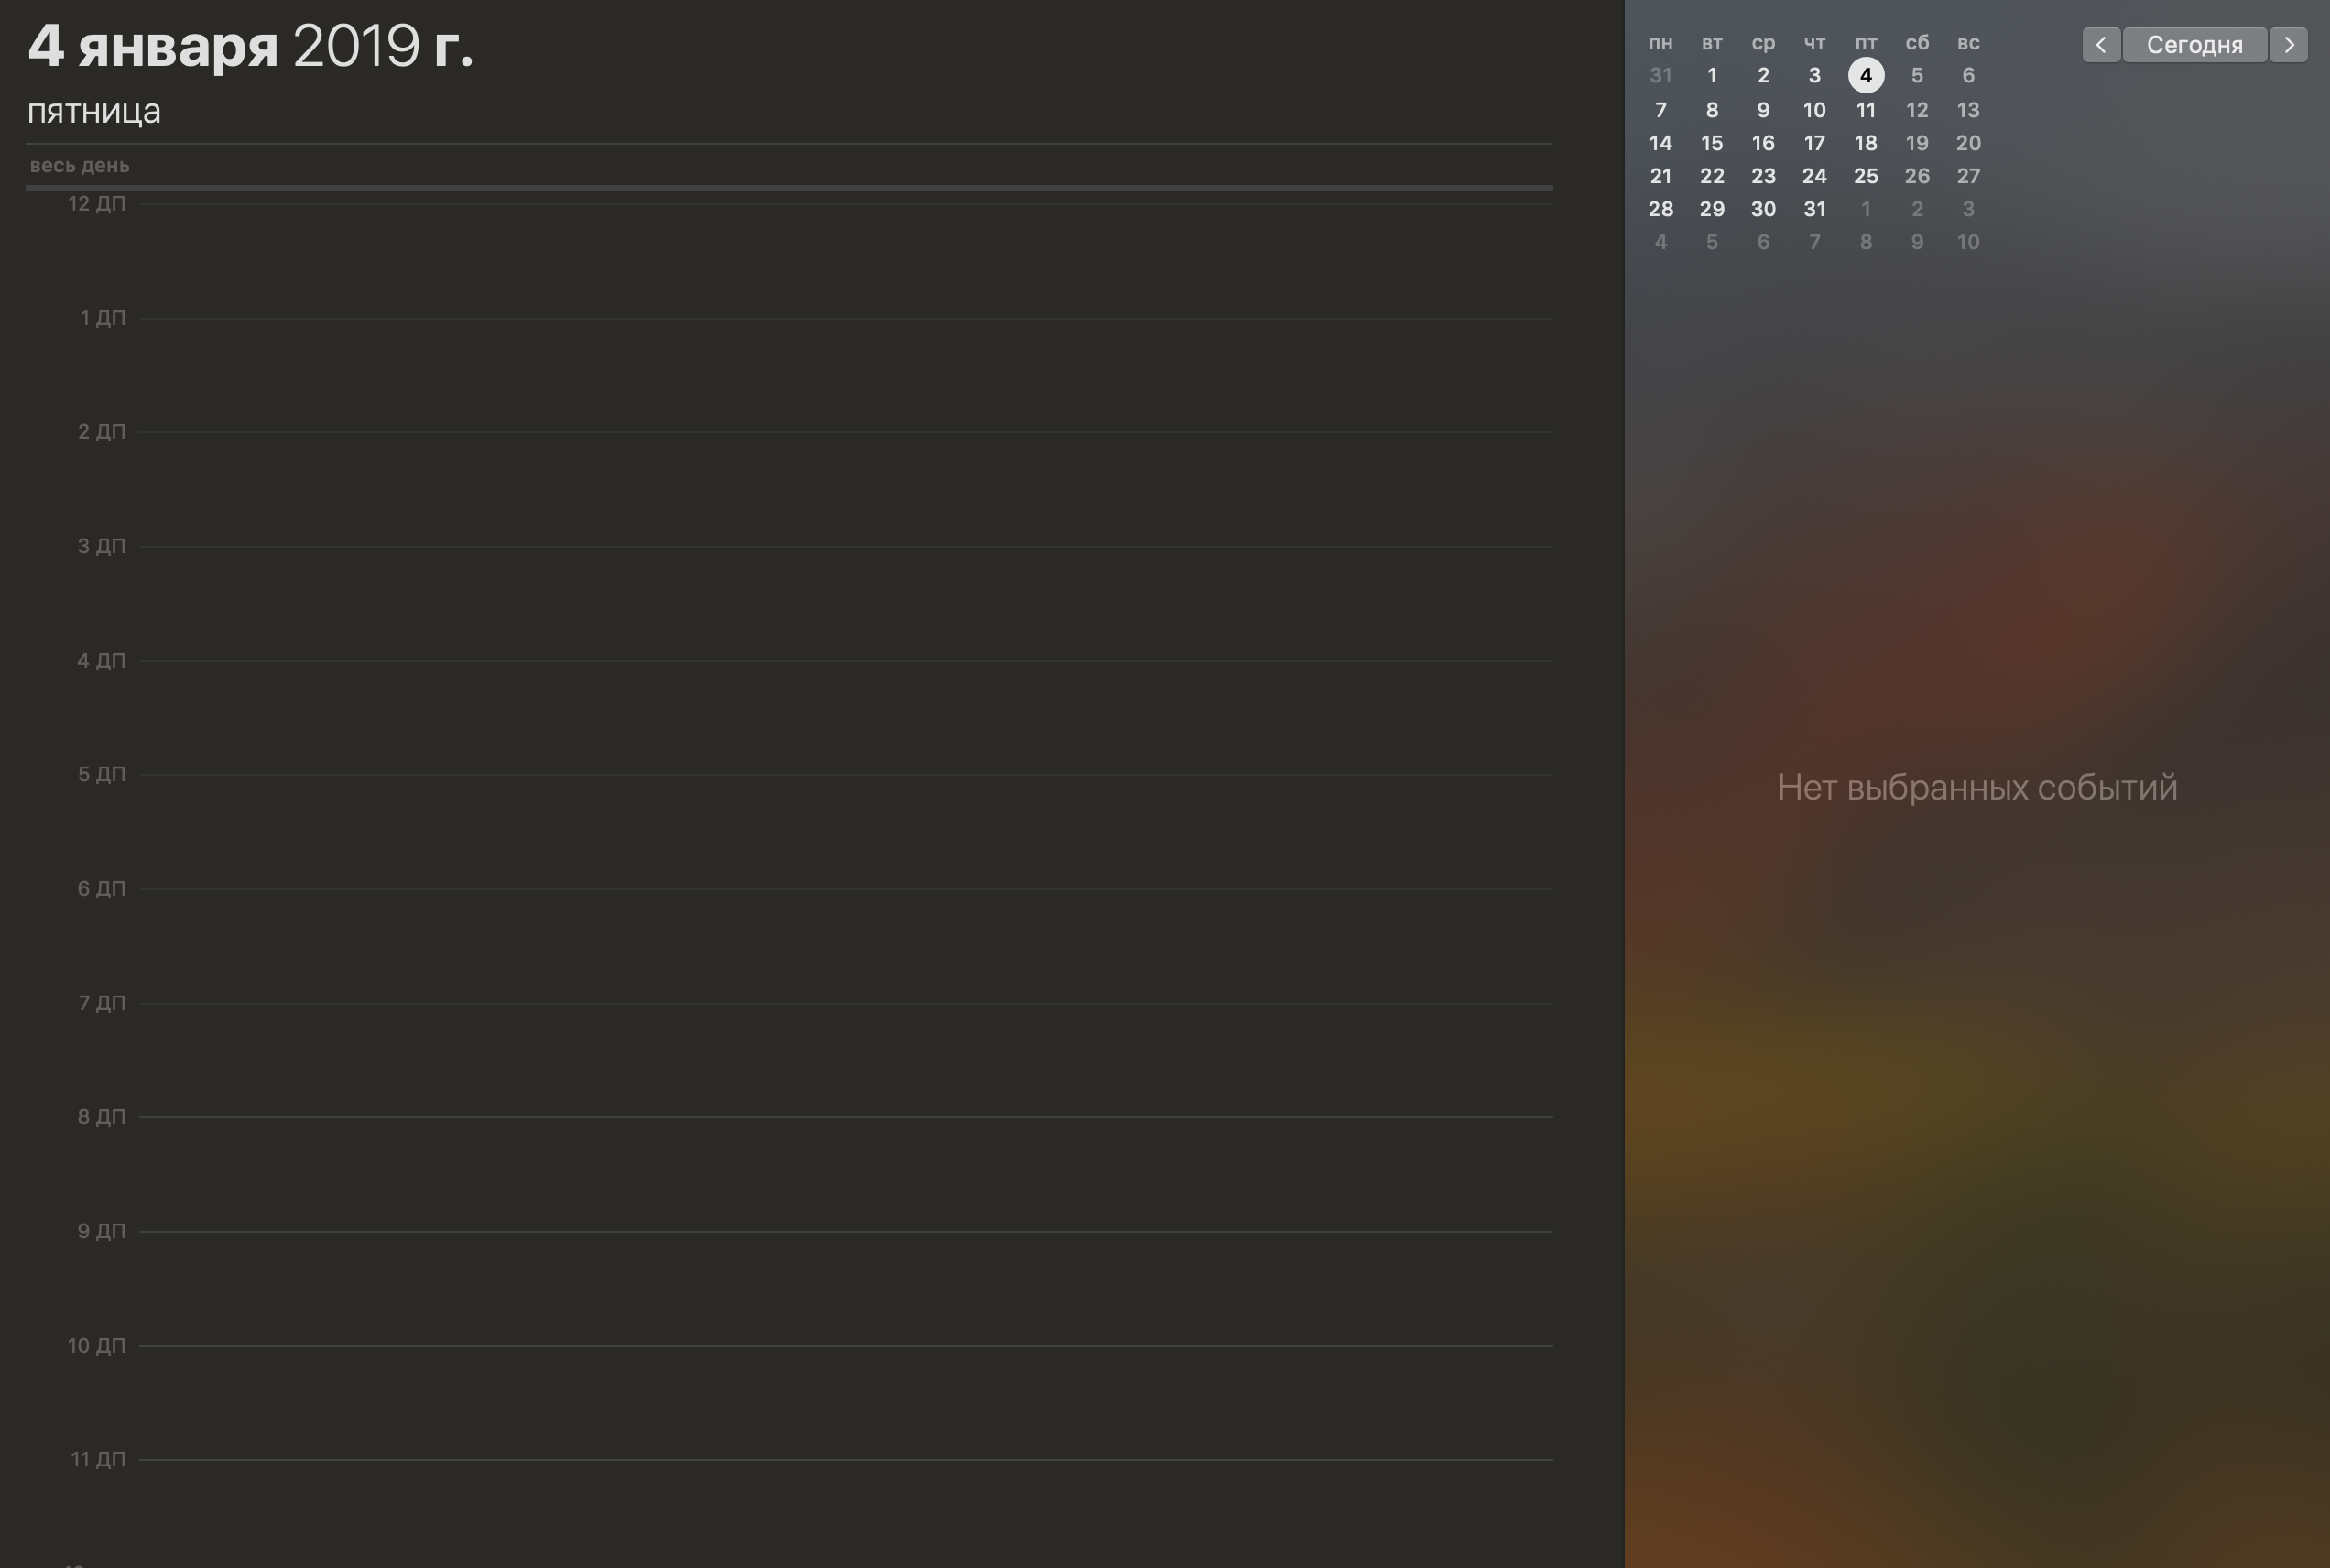 4 января 2019 г.
пятница
весь день
12 ДП
1 ДП
2 ДП
3 ДП
4 ДП
5 ДП
6 ДП
7 ДП
8 ДП
9 ДП
10 ДП
11 ДП
пн вт ср чт пт сб вс
31 1 2 3 4 5 6
7 8 9 10 11 12 13
14 15 16 17 18 19 20
21 22 23 24 25 26 27
28 29 30 31 1 2 3
4 5 6 7 8 9 10
Сегодня
Нет выбранных событий